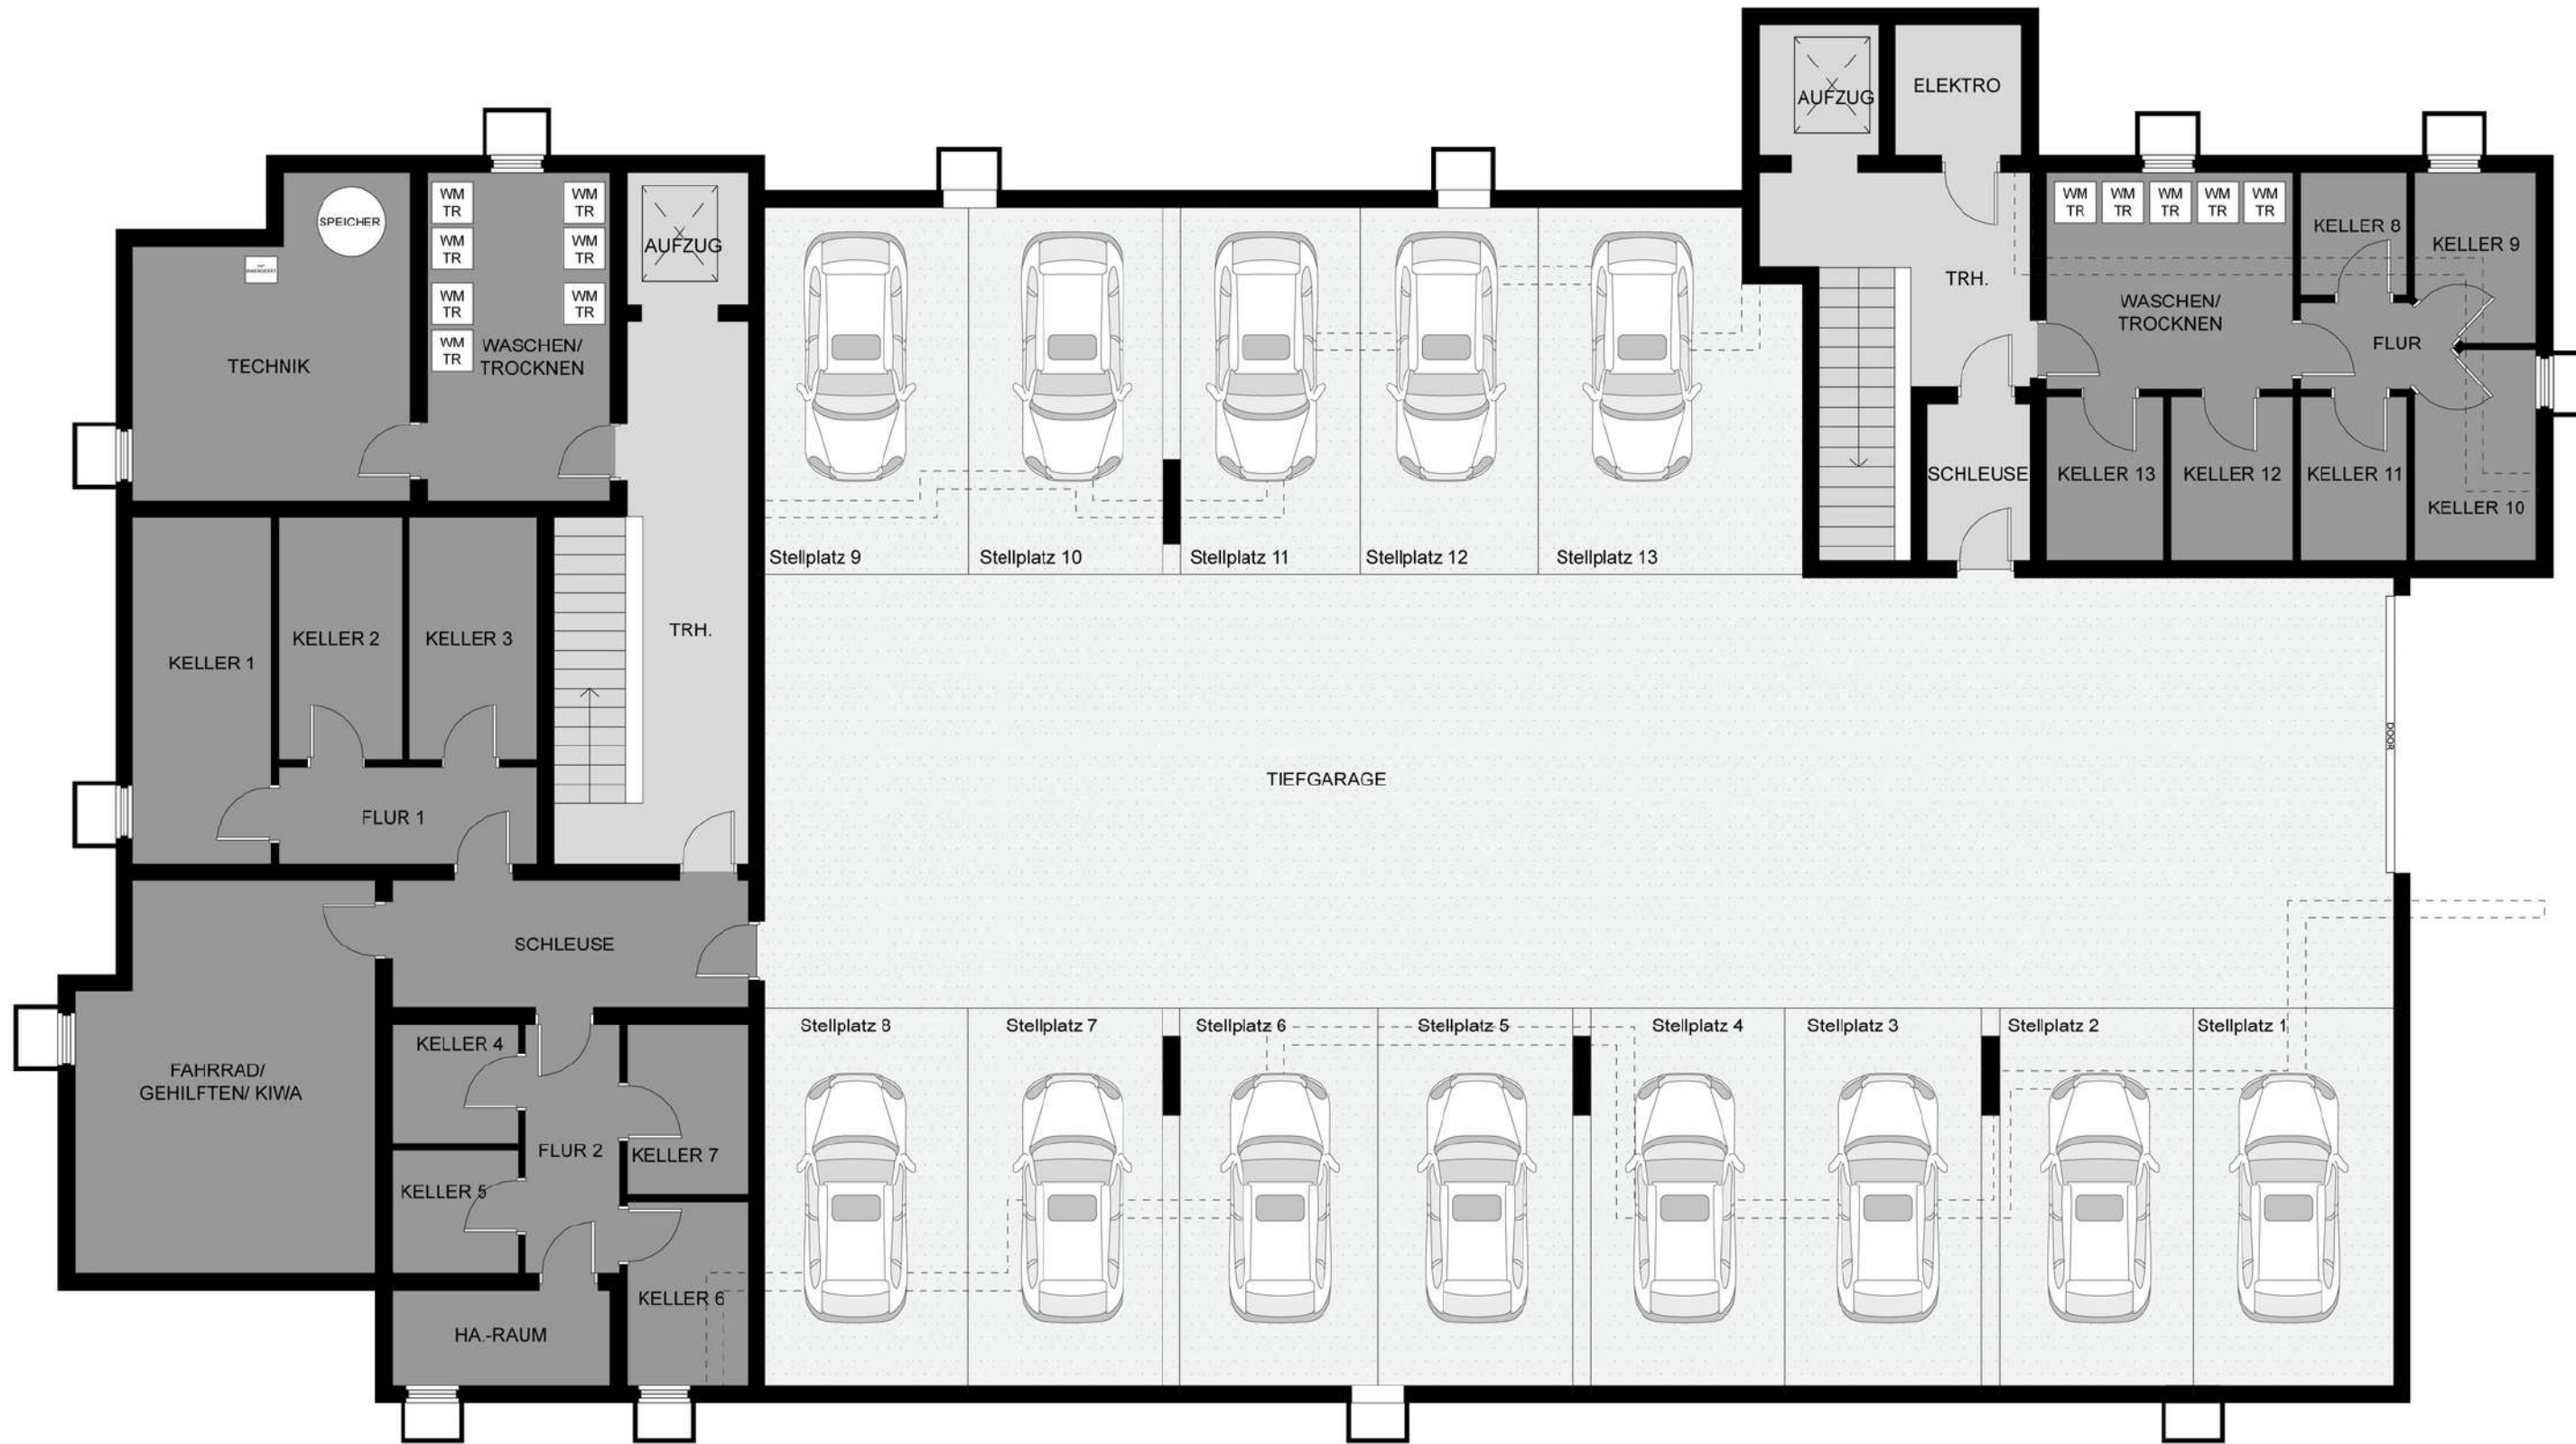 AUFZUG
ELEKTRO
SPEICHER
WM
TR
WM
TR
WM
TR
WM
TR
WM
TR
WM
TR
WM
TR
WASCHEN/
TROCKNEN
TECHNIK
AUFZUG
TRH.
WM
TR
WM
TR
WM
TR
WM
TR
WM
TR
WASCHEN/
TROCKNEN
KELLER 8
KELLER 9
FLUR
SCHLEUSE
KELLER 13
KELLER 12
KELLER 11
KELLER 10
Stellplatz 9
Stellplatz 10
Stellplatz 11
Stellplatz 12
Stellplatz 13
KELLER 1
KELLER 2
KELLER 3
TRH.
FLUR 1
TIEFGARAGE
DOOR
SCHLEUSE
FAHRRAD/
GEHILFTEN/ KIWA
KELLER 4
KELLER 5
FLUR 2
KELLER 7
KELLER 6
HA.-RAUM
Stellplatz 8
Stellplatz 7
Stellplatz 6
Stellplatz 5
Stellplatz 4
Stellplatz 3
Stellplatz 2
Stellplatz 1